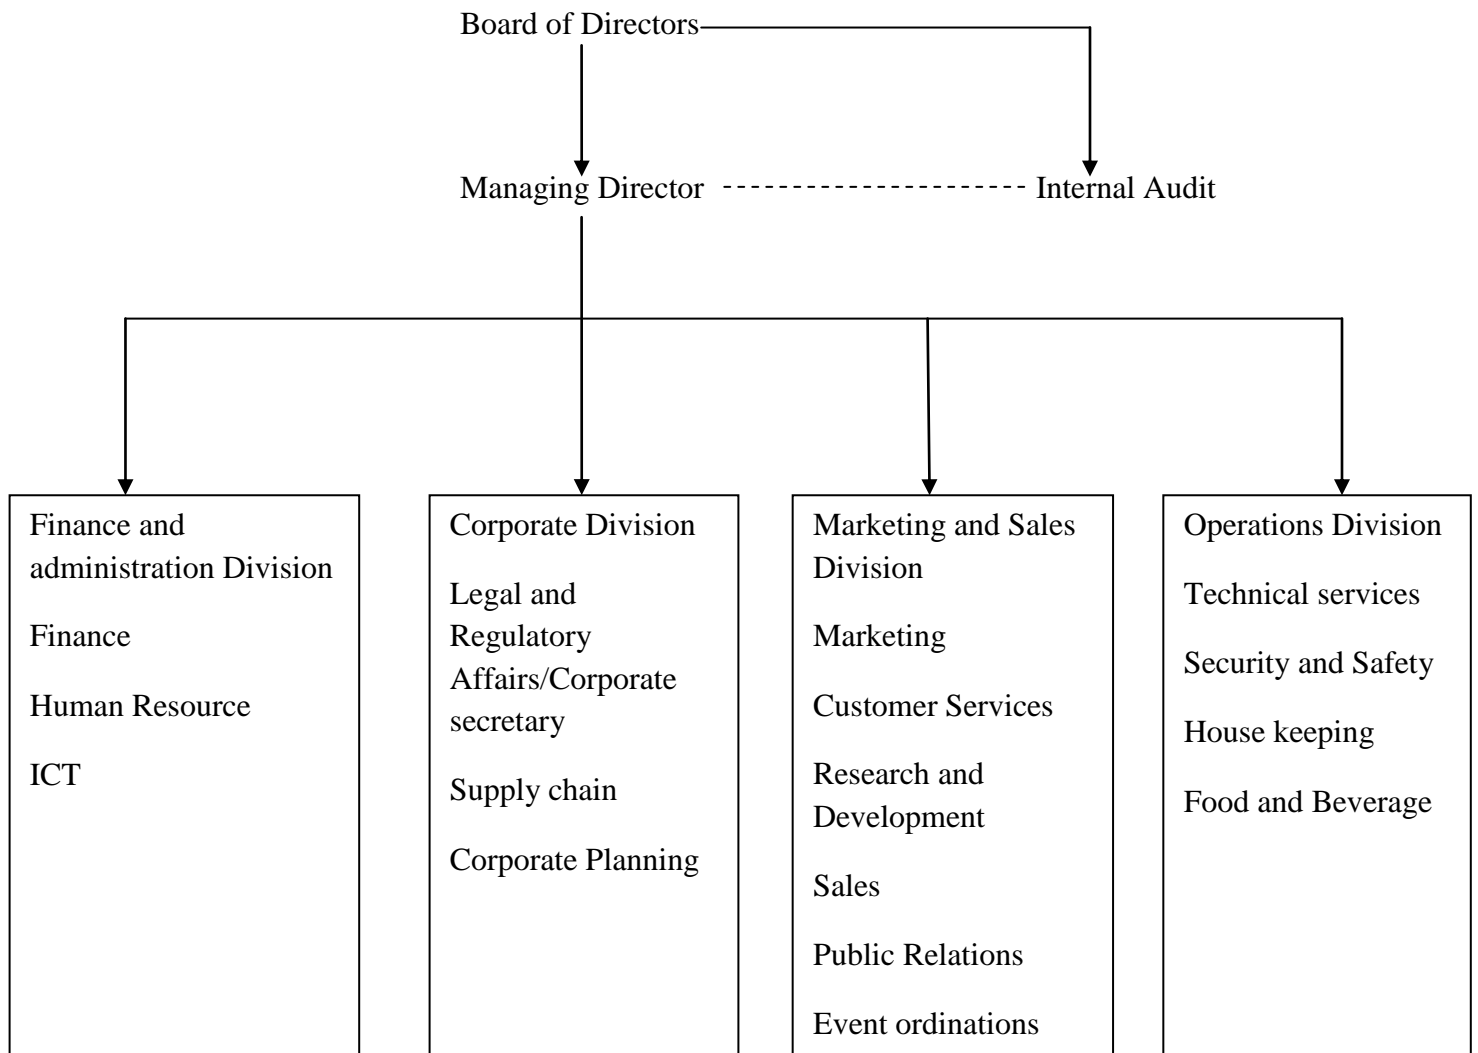 Board of Directors
Managing Director
Internal Audit
Finance and
administration Division
Finance
Human Resource
ICT
Corporate Division
Legal and
Regulatory
Affairs/Corporate
secretary
Supply chain
Corporate Planning
Marketing and Sales
Division
Marketing
Customer Services
Research and
Development
Sales
Public Relations
Event ordinations
Operations Division
Technical services
Security and Safety
House keeping
Food and Beverage